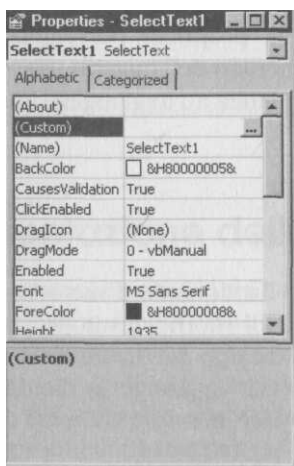 Properties - SelectText1
SelectText1 SelectText
Alphabetic Categorized
(About)
(Custom) ...
(Name) SelectText1
BackColor &H80000005&
CausesValidation True
ClickEnabled True
DragIcon (None)
DragMode 0 - vbManual
Enabled True
Font MS Sans Serif
ForeColor &H80000008&
Height 1935
(Custom)